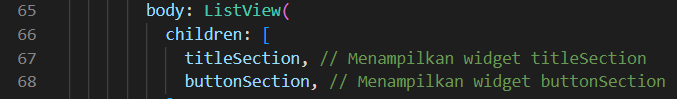 65 body: ListView(
66 children: [
67 titleSection, // Menampilkan widget titleSection
68 buttonSection, // Menampilkan widget buttonSection